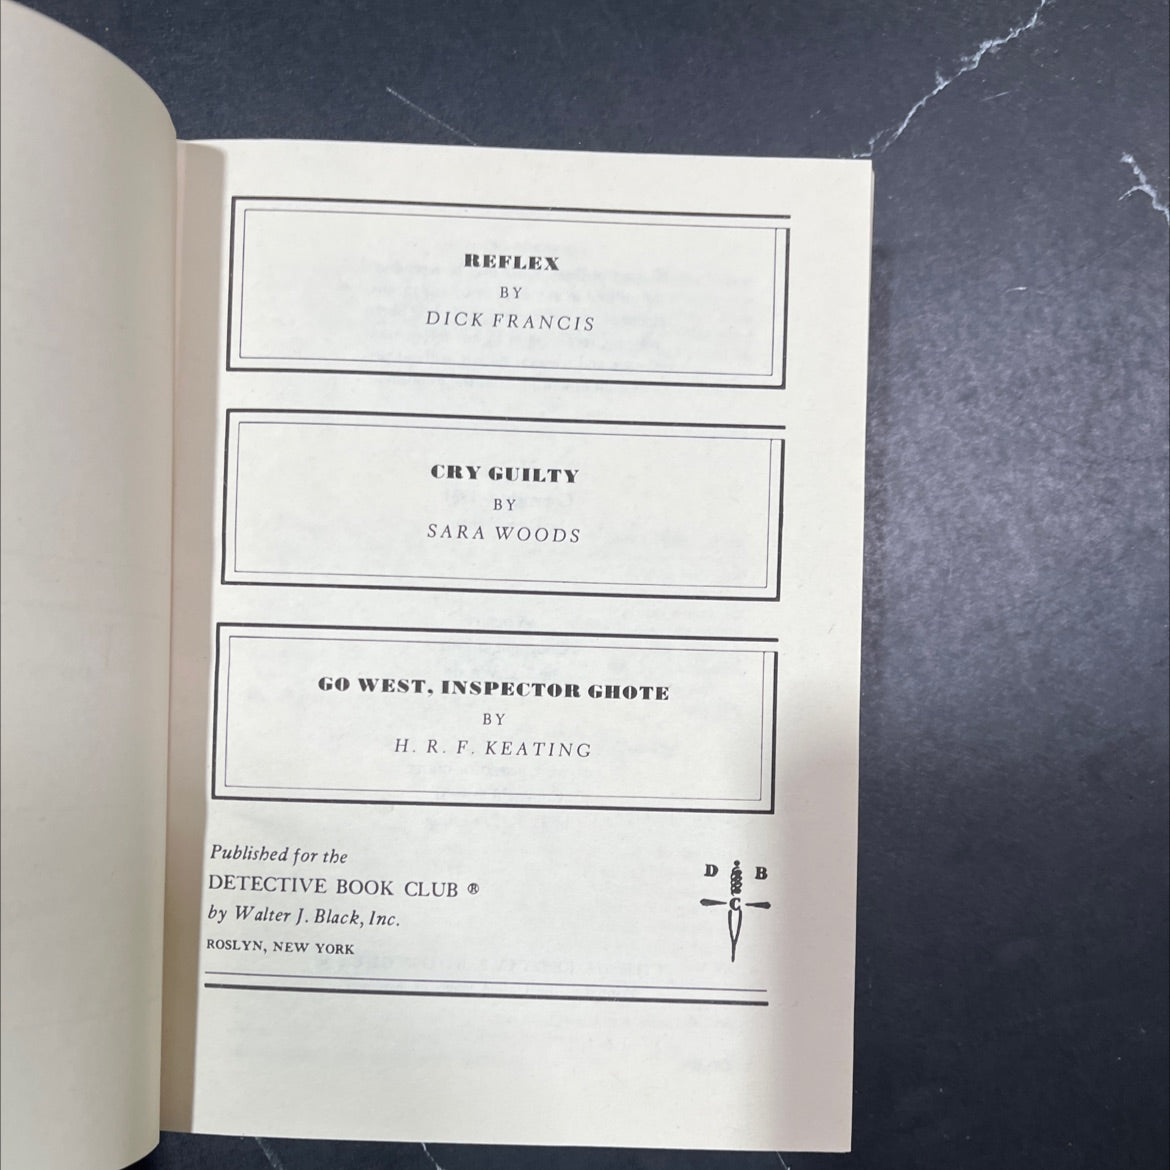 REFLEX
BY
DICK FRANCIS
CRY GUILTY
BY
SARA WOODS
GO WEST, INSPECTOR GHOTE
BY
H. R. F. KEATING
Published for the
DETECTIVE BOOK CLUB ®
by Walter J. Black, Inc.
ROSLYN, NEW YORK
D B
C